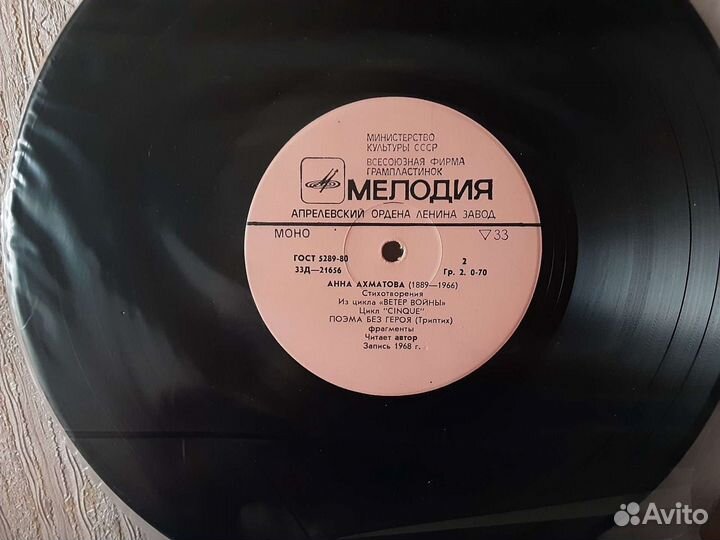 МИНИСТЕРСТВО
КУЛЬТУРЫ СССР
ВСЕСОЮЗНАЯ ФИРМА
ГРАМПЛАСТИНОК
МЕЛОДИЯ
АПРЕЛЕВСКИЙ ОРДЕНА ЛЕНИНА ЗАВОД
МОНО ▽33
ГОСТ 5289-80 2
33Д—21656 Гр. 2. 0-70
АННА АХМАТОВА (1889—1966)
Стихотворения
Из цикла «ВЕТЕР ВОЙНЫ»
Цикл "CINQUE"
ПОЭМА БЕЗ ГЕРОЯ (Триптих)
фрагменты
Читает автор
Запись 1968 г.
Avito